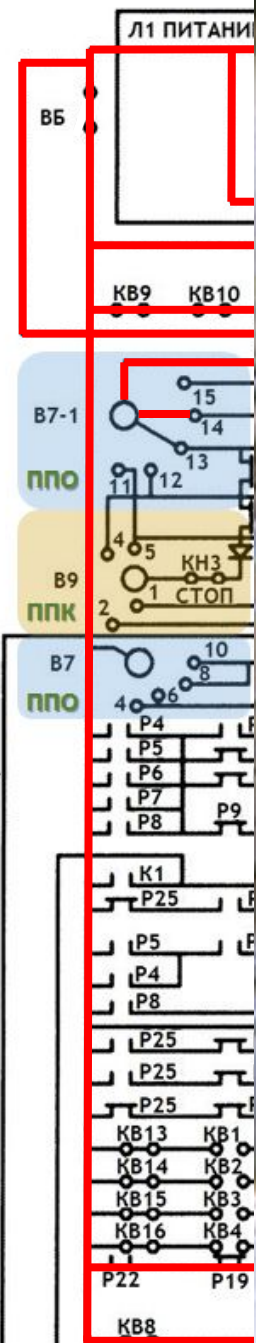 Л1 ПИТАНИ
ВБ
КВ9 КВ10
15
В7-1
14
13
ППО
11 12
4 5
КН3
В9
1
СТОП
ППК
2
10
В7
8
6
ППО
4
Р4
Р5
Р6
Р7
Р8 Р9
К1
Р25
Р5
Р4
Р8
Р25
Р25
Р25
КВ13 КВ1
КВ14 КВ2
КВ15 КВ3
КВ16 КВ4
Р22 Р19
КВ8